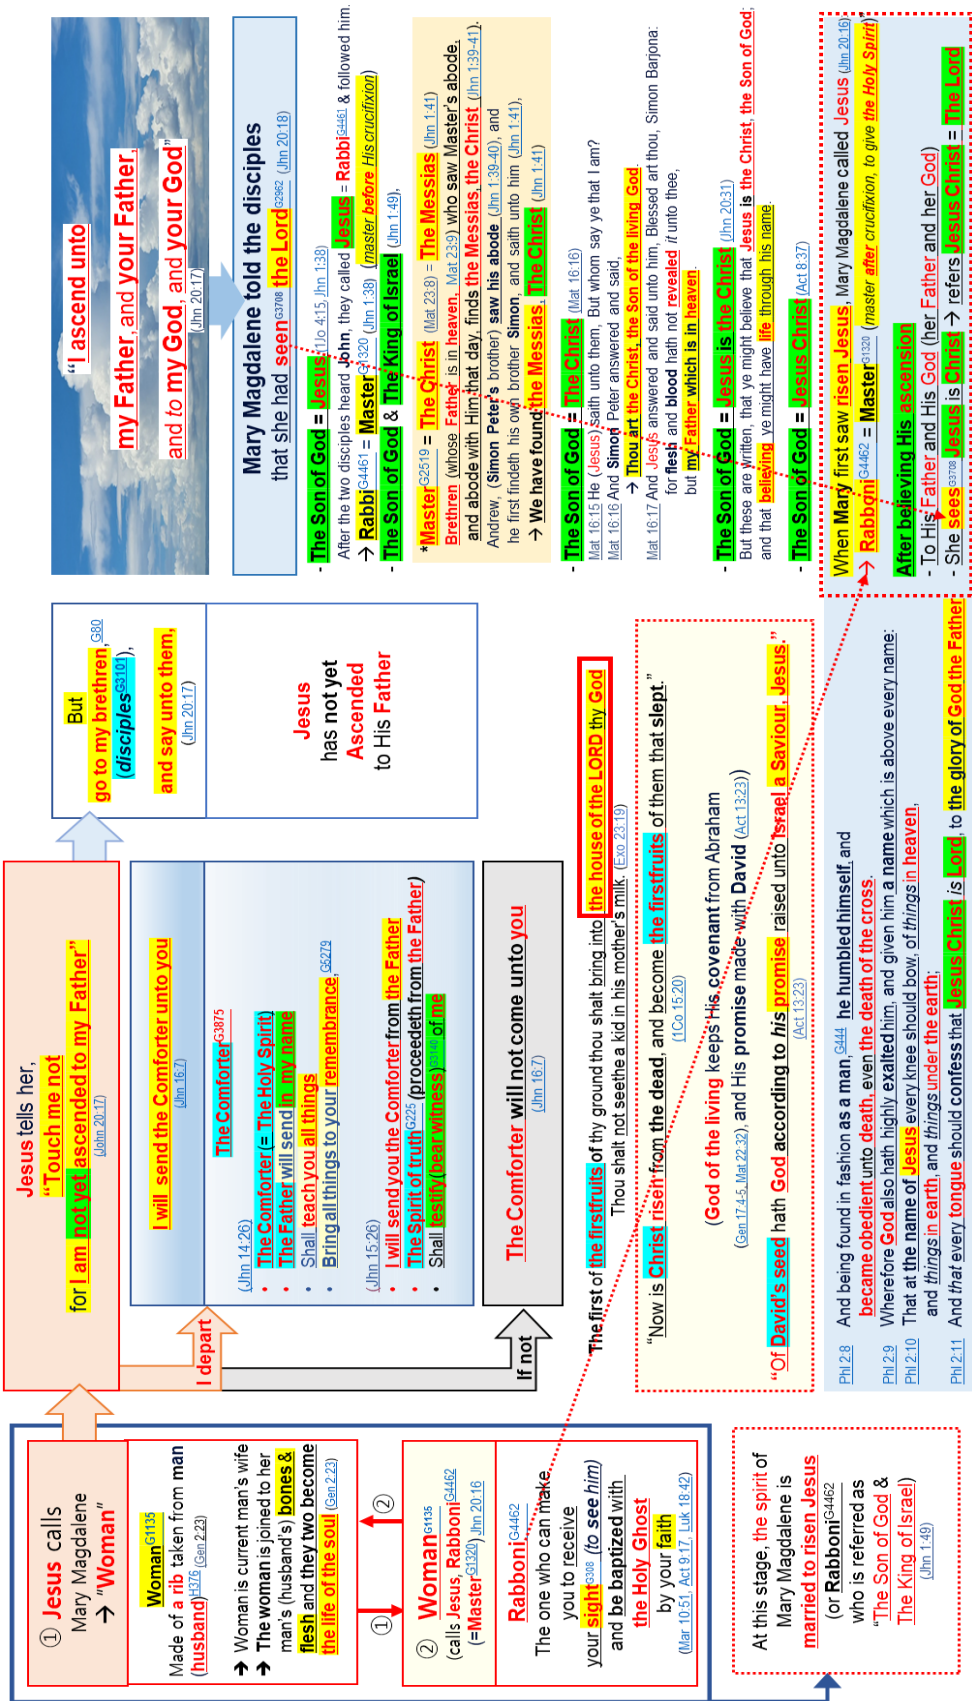 ① Jesus calls
Mary Magdalene
→ "Woman"
Woman G1135
Made of a rib taken from man
(husband) H376 (Gen 2:23)
➔ Woman is current man's wife
➔ The woman is joined to her
man's (husband's) bones &
flesh and they two become
the life of the soul (Gen 2:23)
①
②
② Woman G1135
(calls Jesus, Rabboni G4462
(=Master G1320) Jhn 20:16
Rabboni G4462
The one who can make
you to receive
your sight G308 (to see him)
and be baptized with
the Holy Ghost
by your faith
(Mar 10:51, Act 9:17, Luk 18:42)
At this stage, the spirit of
Mary Magdalene is
married to risen Jesus
(or Rabboni G4462
who is referred as
"The Son of God &
The King of Israel)
(Jhn 1:49)
Jesus tells her,
"Touch me not
for I am not yet ascended to my Father"
(John 20:17)
I depart
If not
I will send the Comforter unto you
(Jhn 16:7)
The Comforter G3875
(Jhn 14:26)
• The Comforter (= The Holy Sprit)
• The Father will send in my name
• Shall teach you all things
• Bring all things to your remembrance, G5279
(Jhn 15:26)
• I will send you the Comforter from the Father
• The Spirit of truth G225 (proceedeth from the Father)
• Shall testify(bear witness) G3140 of me
The Comforter will not come unto you
(Jhn 16:7)
But
go to my brethren, G80
(disciples G3101),
and say unto them,
(Jhn 20:17)
Jesus
has not yet
Ascended
to His Father
"I ascend unto
my Father, and your Father,
and to my God, and your God"
(Jhn 20:17)
Mary Magdalene told the disciples
that she had seen G3708 the Lord G2962 (Jhn 20:18)
- The Son of God = Jesus (1Jo 4:15, Jhn 1:38)
After the two disciples heard John, they called Jesus = Rabbi G4461 & followed him.
→ Rabbi G4461 = Master G1320 (Jhn 1:38) (master before His crucifixion)
- The Son of God & The King of Israel (Jhn 1:49),
*Master G2519 = The Christ (Mat 23:8) = The Messias (Jhn 1:41)
Brethren (whose Father is in heaven, Mat 23:9) who saw Master's abode,
and abode with Him that day, finds the Messias, the Christ (Jhn 1:39-41).
Andrew, (Simon Peter's brother) saw his abode (Jhn 1:39-40), and
he first findeth his own brother Simon, and saith unto him (Jhn 1:41),
→ We have found the Messias, The Christ (Jhn 1:41)
- The Son of God = The Christ (Mat 16:16)
Mat 16:15 He (Jesus) saith unto them, But whom say ye that I am?
Mat 16:16 And Simon Peter answered and said,
→ Thou art the Christ, the Son of the living God.
Mat 16:17 And Jesus answered and said unto him, Blessed art thou, Simon Barjona:
for flesh and blood hath not revealed it unto thee,
but my Father which is in heaven.
- The Son of God = Jesus is the Christ (Jhn 20:31)
But these are written, that ye might believe that Jesus is the Christ, the Son of God;
and that believing ye might have life through his name.
- The Son of God = Jesus Christ (Act 8:37)
The first of the firstfruits of thy ground thou shalt bring into the house of the LORD thy God
Thou shalt not seethe a kid in his mother's milk. (Exo 23:19)
"Now is Christ risen from the dead, and become the firstfruits of them that slept."
(1Co 15:20)
(God of the living keeps His covenant from Abraham
(Gen 17:4-5, Mat 22:32), and His promise made with David (Act 13:23))
"Of David's seed hath God according to his promise raised unto Israel a Saviour, Jesus."
(Act 13:23)
Phl 2:8 And being found in fashion as a man, G444 he humbled himself, and
became obedient unto death, even the death of the cross.
Phl 2:9 Wherefore God also hath highly exalted him, and given him a name which is above every name:
Phl 2:10 That at the name of Jesus every knee should bow, of things in heaven,
and things in earth, and things under the earth;
Phl 2:11 And that every tongue should confess that Jesus Christ is Lord, to the glory of God the Father
When Mary first saw risen Jesus, Mary Magdalene called Jesus (Jhn 20:16)
→ Rabboni G4462 = Master G1320 (master after crucifixion, to give the Holy Spirit)"
After believing His ascension
- To His Father and His God (her Father and her God)
- She sees G3708 Jesus is Christ → refers Jesus Christ = The Lord